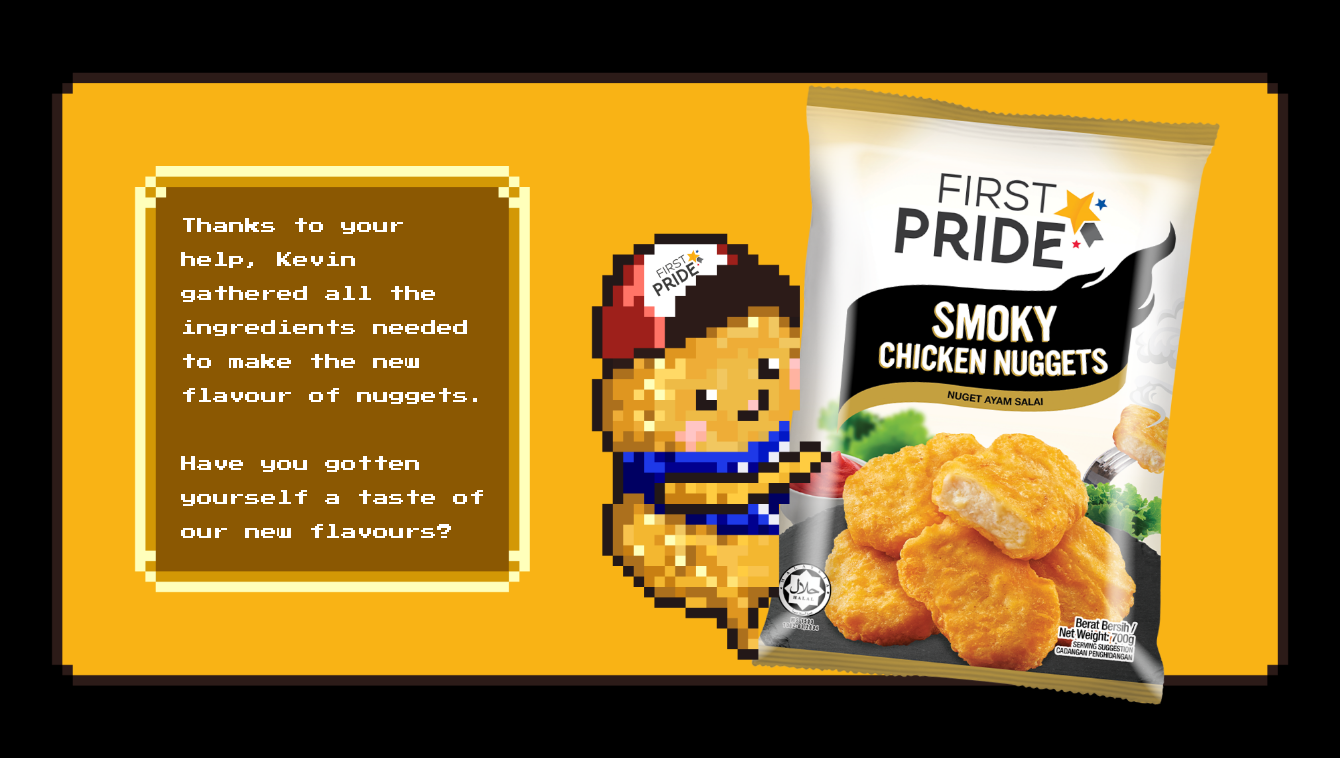 Thanks to your
help, Kevin
gathered all the
ingredients needed
to make the new
flavour of nuggets.
Have you gotten
yourself a taste of
our new flavours?
FIRST
PRIDE
FIRST
PRIDE
SMOKY
CHICKEN NUGGETS
NUGET AYAM SALAI
حلال
HALAL
Berat Bersih /
Net Weight: 700g
SERVING SUGGESTION
CADANGAN PENGHIDANGAN